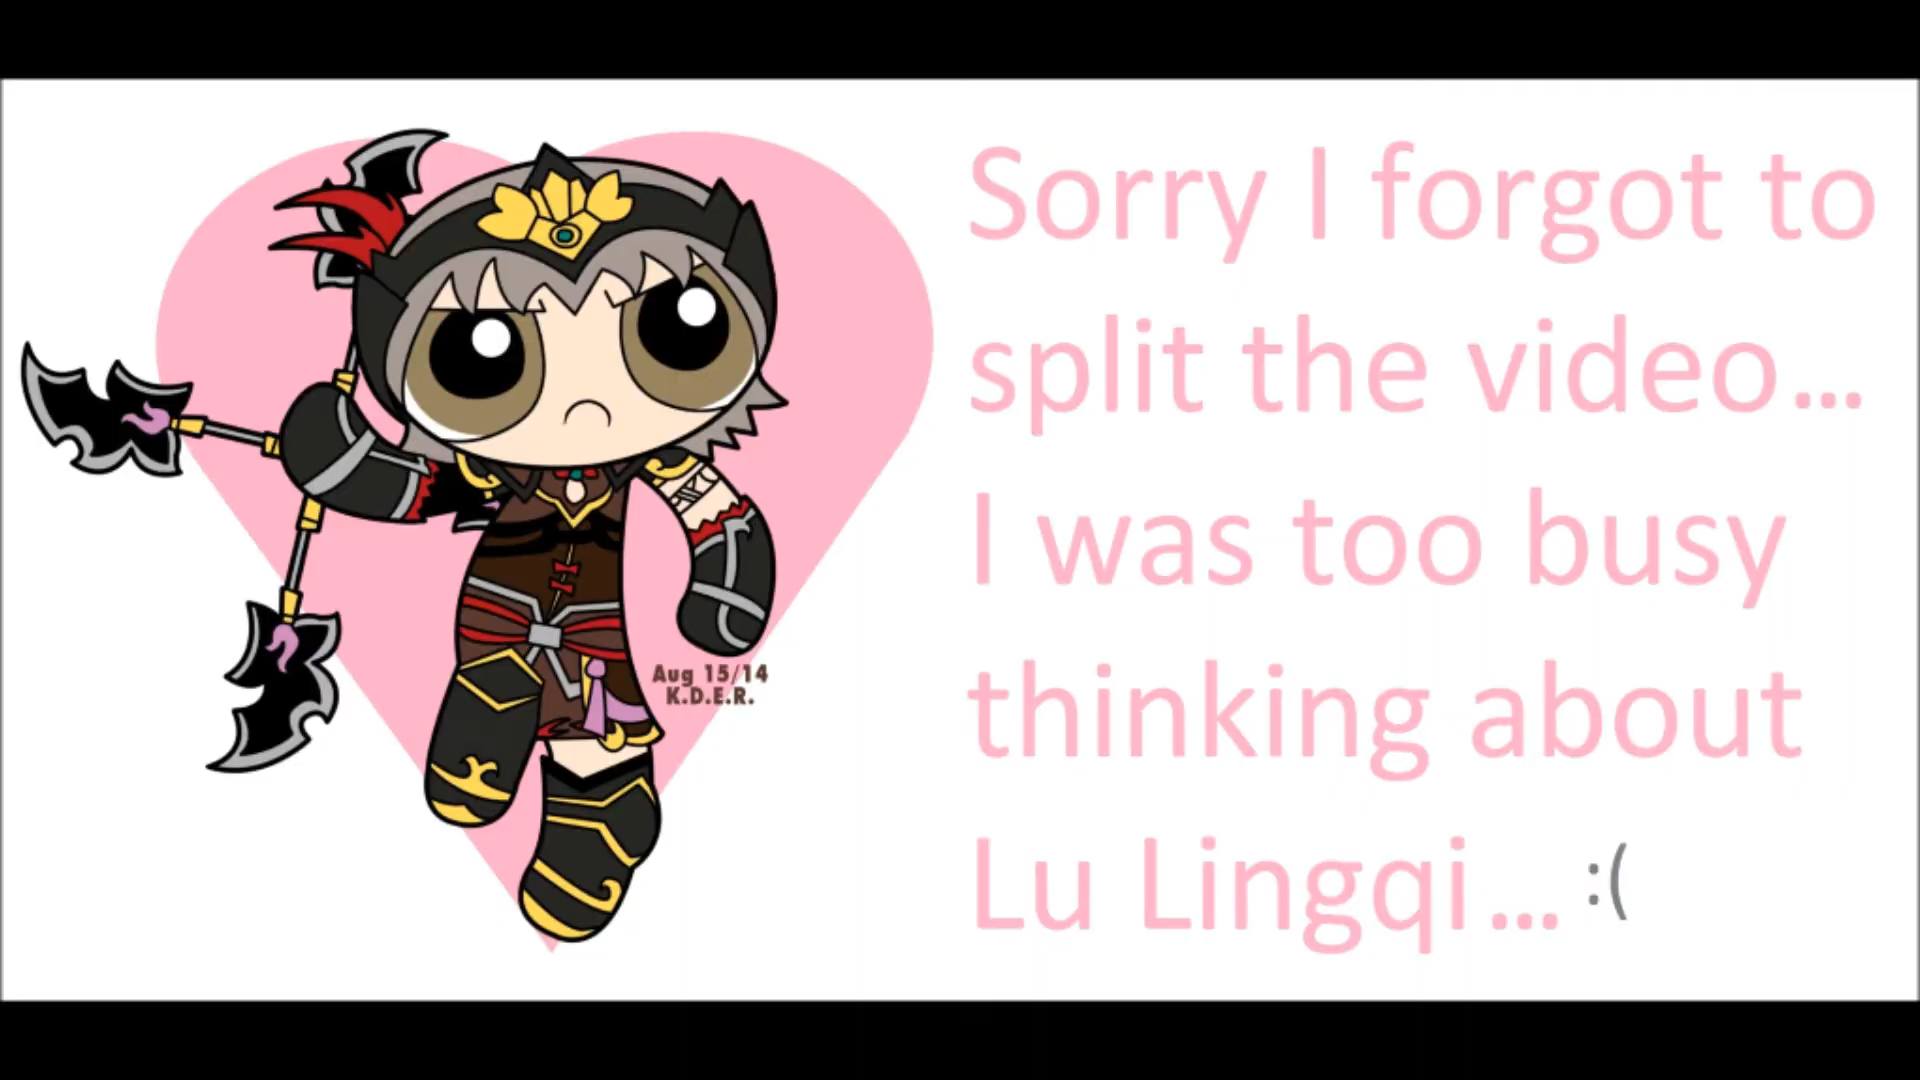 Sorry I forgot to
split the video...
I was too busy
thinking about
Lu Lingqi... :(
Aug 15/14
K.D.E.R.